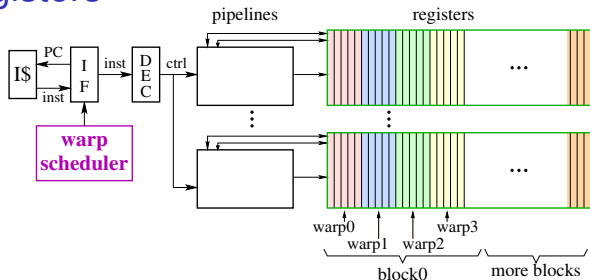 gisters
pipelines
registers
PC
I$
inst
I
F
inst
D
E
C
ctrl
warp
scheduler
...
...
warp0
warp1
warp2
warp3
block0
more blocks